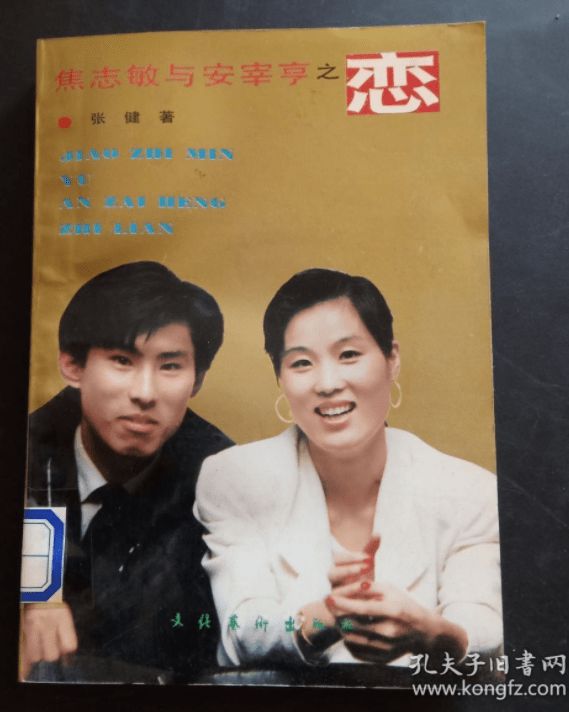 焦志敏与安宰亨之恋
张健著
JIAO ZHI MIN
YU
AN ZAI HENG
ZHI LIAN
文化艺术出版社
孔夫子旧书网
www.kongfz.com